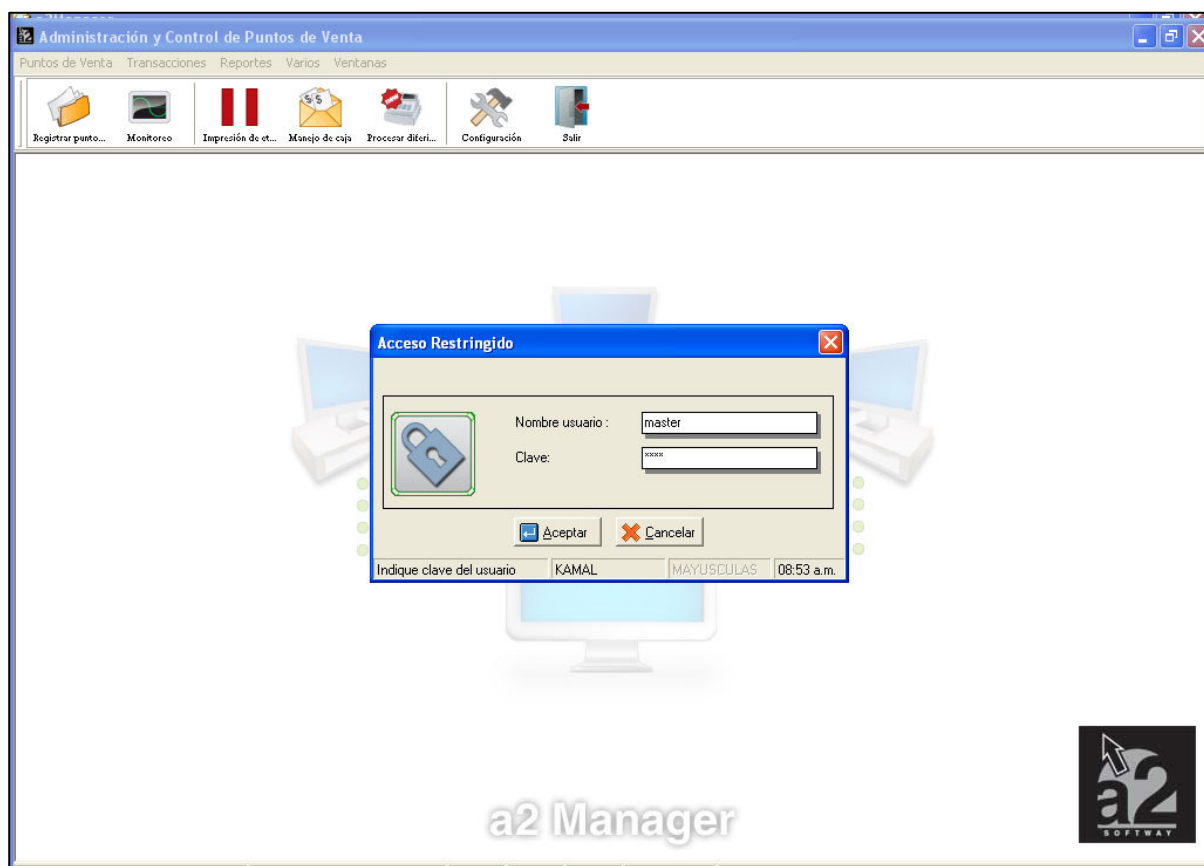 a2Manager
Administración y Control de Puntos de Venta
Puntos de Venta Transacciones Reportes Varios Ventanas
Registrar punto... Monitoreo Impresión de et... Manejo de caja Procesar diferi... Configuración Salir
Acceso Restringido
Nombre usuario : master
Clave: ****
Aceptar Cancelar
Indique clave del usuario KAMAL MAYUSCULAS 08:53 a.m.
a2 Manager
a2
SOFTWAY